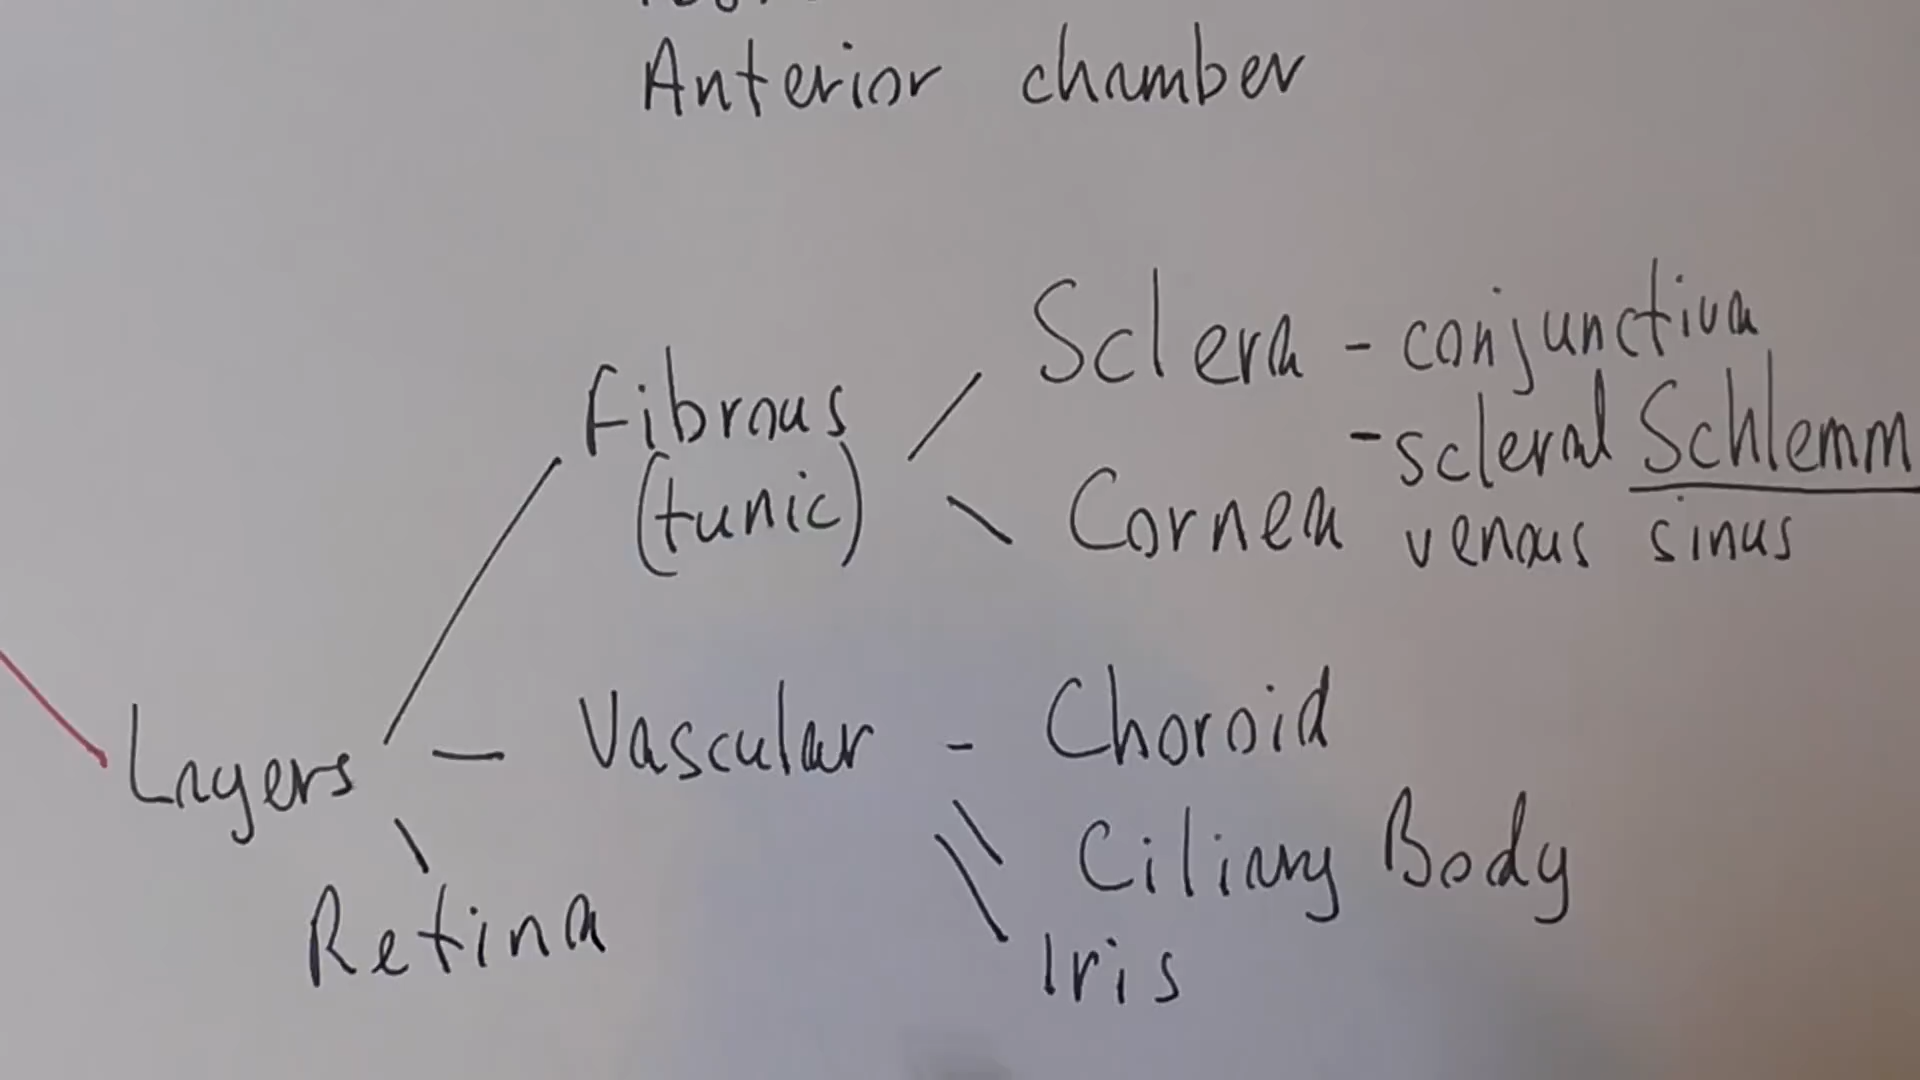 Anterior chamber
Sclera - conjunctiva
Fibrous
- scleral Schlemm
(tunic)
Cornea
venous sinus
Vascular - Choroid
Layers
Ciliary Body
Retina
Iris